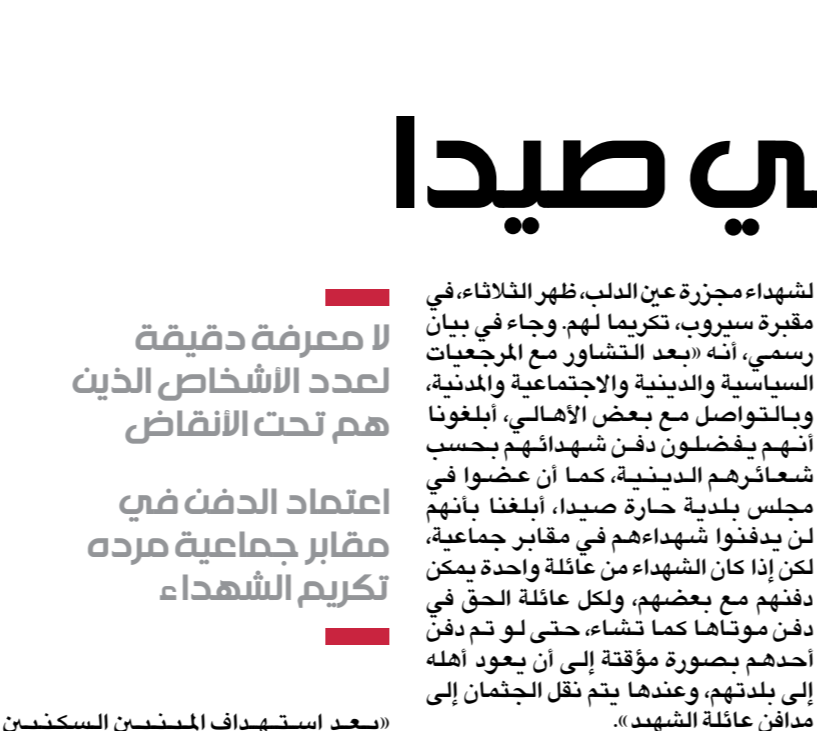 ي صيدا
لشهداء مجزرة عين الدلب، ظهر الثلاثاء، في
مقبرة سيروب، تكريما لهم. وجاء في بيان
رسمي، أنه «بعد التشاور مع المرجعيات
السياسية والدينية والاجتماعية والمدنية،
وبالتواصل مع بعض الأهالي، أبلغونا
أنهم يفضلون دفن شهدائهم بحسب
شعائرهم الدينية، كما أن عضوا في
مجلس بلدية حارة صيدا، أبلغنا بأنهم
لن يدفنوا شهداءهم في مقابر جماعية،
لكن إذا كان الشهداء من عائلة واحدة يمكن
دفنهم مع بعضهم، ولكل عائلة الحق في
دفن موتاها كما تشاء، حتى لو تم دفن
أحدهم بصورة مؤقتة إلى أن يعود أهله
إلى بلدتهم، وعندها يتم نقل الجثمان إلى
مدافن عائلة الشهيد».
لا معرفة دقيقة
لعدد الأشخاص الذين
هم تحت الأنقاض
اعتماد الدفن في
مقابر جماعية مرده
تكريم الشهداء
«بعد استهداف المبنيين السكنيين